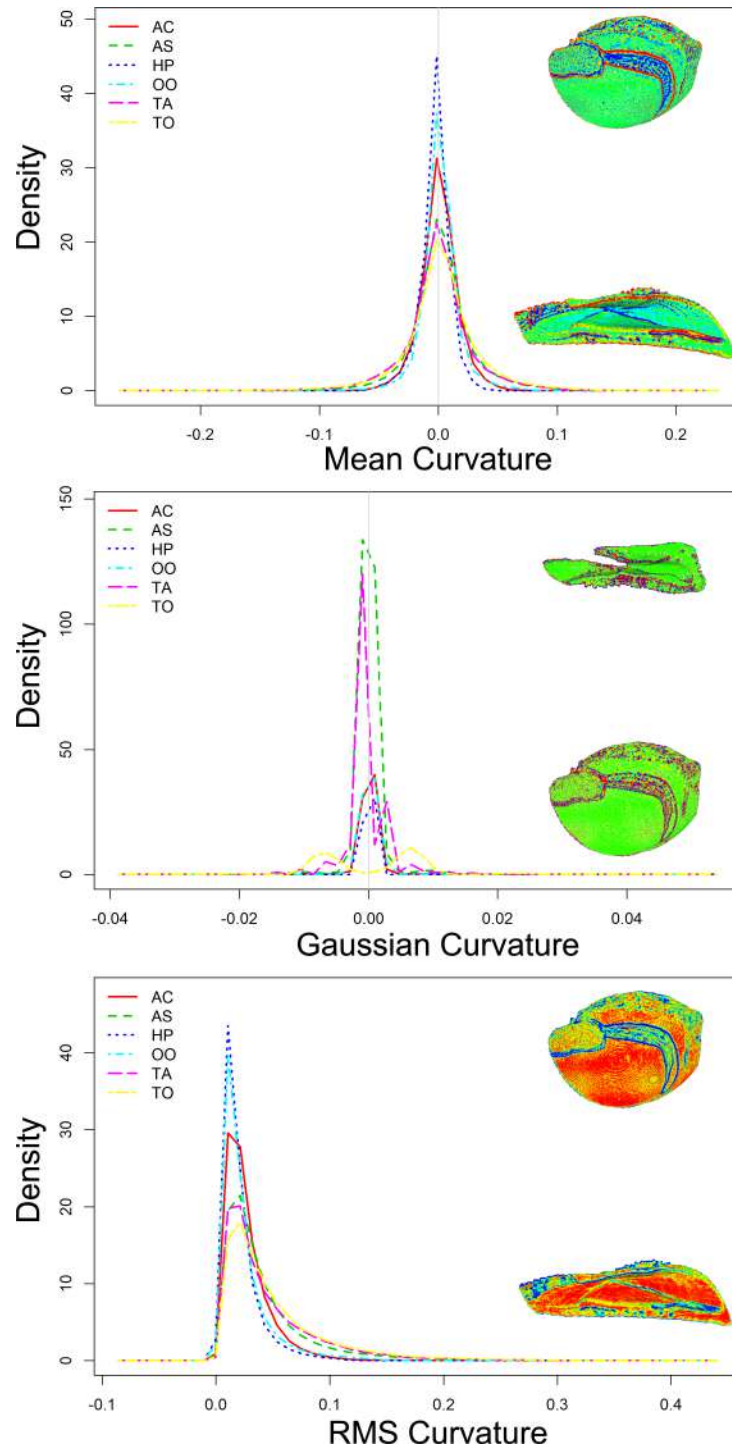 50
40
30
20
10
0
Density
AC
AS
HP
OO
TA
TO
-0.2 -0.1 0.0 0.1 0.2
Mean Curvature
150
100
50
0
Density
AC
AS
HP
OO
TA
TO
-0.04 -0.02 0.00 0.02 0.04
Gaussian Curvature
40
30
20
10
0
Density
AC
AS
HP
OO
TA
TO
-0.1 0.0 0.1 0.2 0.3 0.4
RMS Curvature